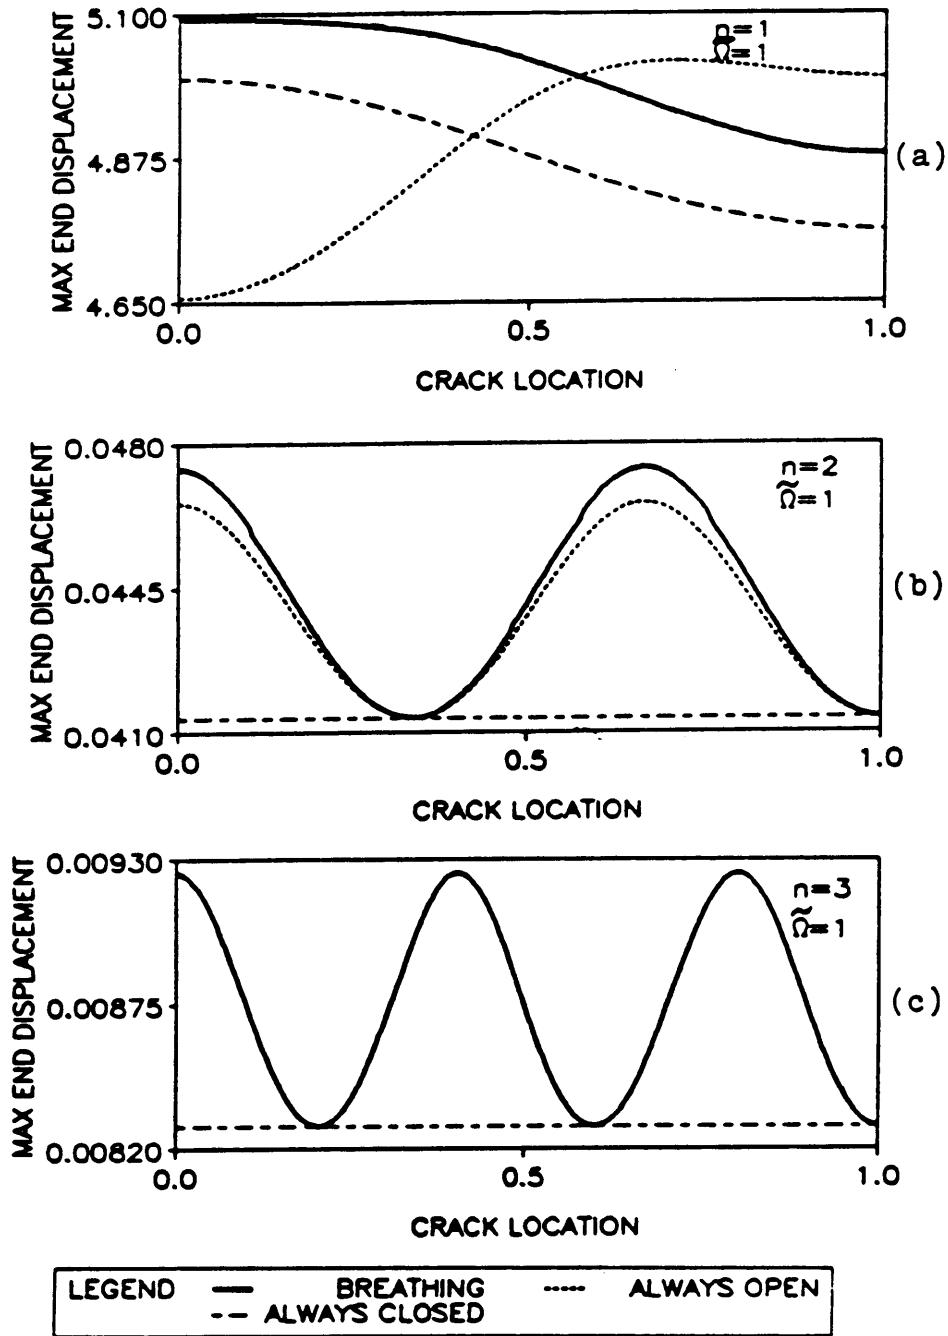 5.100
4.875
4.650
MAX END DISPLACEMENT
n=1
Ω̃=1
(a)
0.0 0.5 1.0
CRACK LOCATION
0.0480
0.0445
0.0410
MAX END DISPLACEMENT
n=2
Ω̃=1
(b)
0.0 0.5 1.0
CRACK LOCATION
0.00930
0.00875
0.00820
MAX END DISPLACEMENT
n=3
Ω̃=1
(c)
0.0 0.5 1.0
CRACK LOCATION
LEGEND BREATHING ALWAYS OPEN
ALWAYS CLOSED